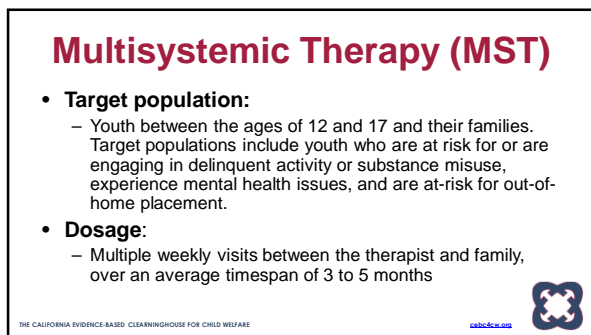 Multisystemic Therapy (MST)
• Target population:
– Youth between the ages of 12 and 17 and their families.
Target populations include youth who are at risk for or are
engaging in delinquent activity or substance misuse,
experience mental health issues, and are at-risk for out-of-
home placement.
• Dosage:
– Multiple weekly visits between the therapist and family,
over an average timespan of 3 to 5 months
THE CALIFORNIA EVIDENCE-BASED CLEARNINGHOUSE FOR CHILD WELFARE
cebc4cw.org